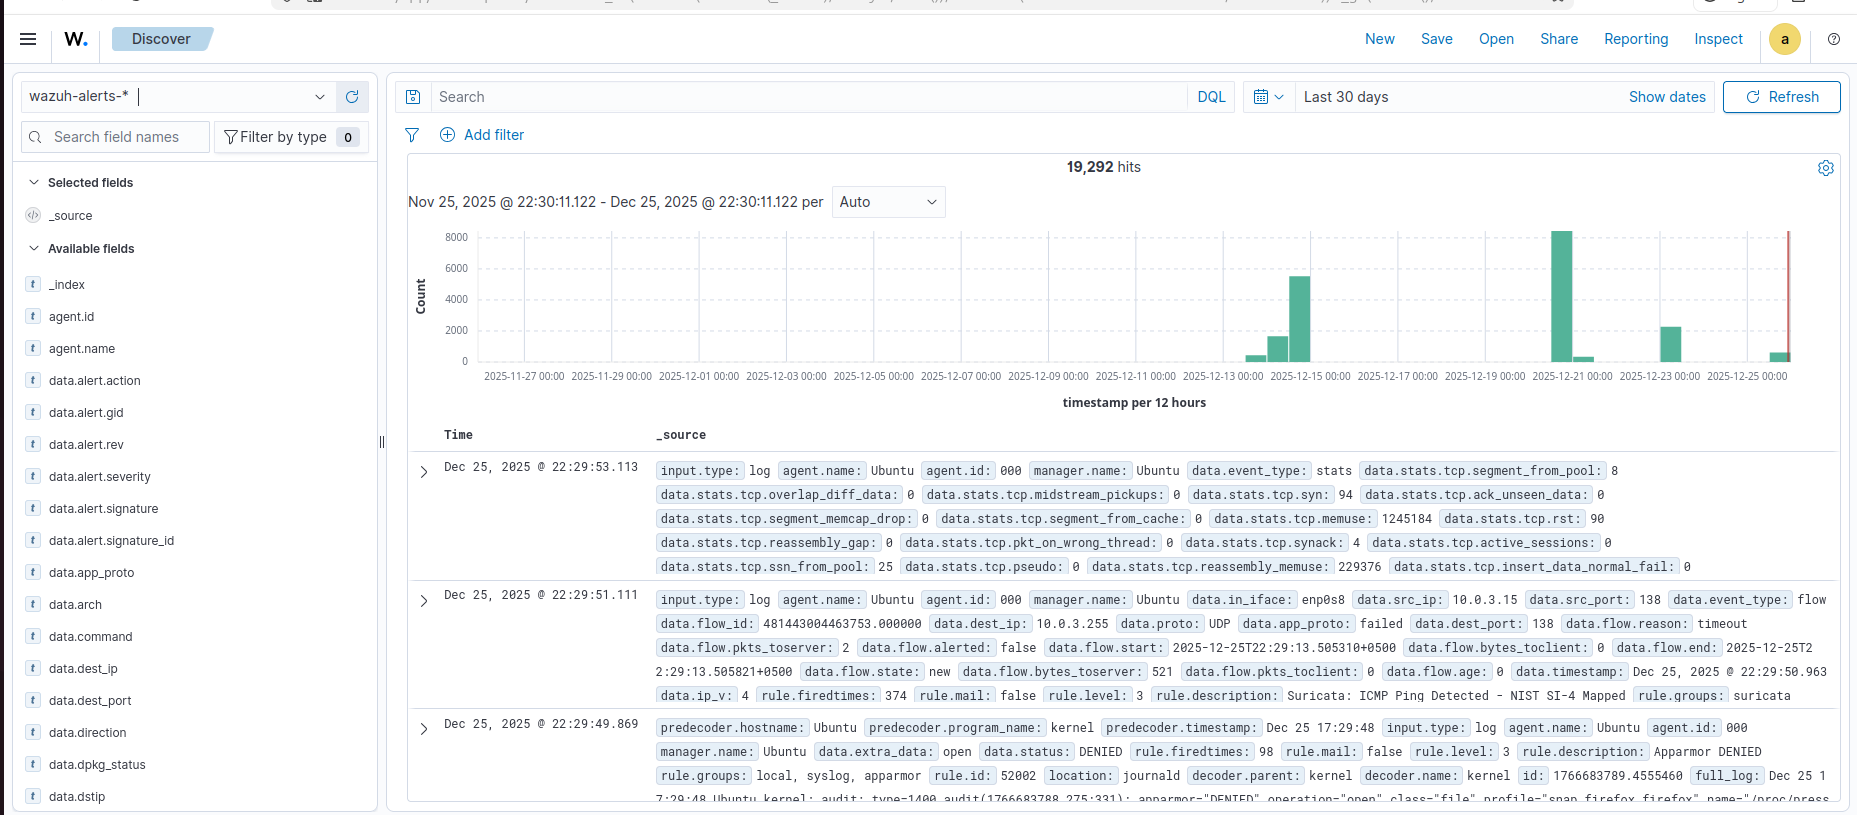 W. Discover New Save Open Share Reporting Inspect a
wazuh-alerts-*
Search DQL Last 30 days Show dates Refresh
Search field names Filter by type 0
Add filter
Selected fields
_source
Available fields
_index
agent.id
agent.name
data.alert.action
data.alert.gid
data.alert.rev
data.alert.severity
data.alert.signature
data.alert.signature_id
data.app_proto
data.arch
data.command
data.dest_ip
data.dest_port
data.direction
data.dpkg_status
data.dstip
19,292 hits
Nov 25, 2025 @ 22:30:11.122 - Dec 25, 2025 @ 22:30:11.122 per Auto
8000
6000
4000
2000
0
Count
2025-11-27 00:00 2025-11-29 00:00 2025-12-01 00:00 2025-12-03 00:00 2025-12-05 00:00 2025-12-07 00:00 2025-12-09 00:00 2025-12-11 00:00 2025-12-13 00:00 2025-12-15 00:00 2025-12-17 00:00 2025-12-19 00:00 2025-12-21 00:00 2025-12-23 00:00 2025-12-25 00:00
timestamp per 12 hours
Time _source
Dec 25, 2025 @ 22:29:53.113
input.type: log agent.name: Ubuntu agent.id: 000 manager.name: Ubuntu data.event_type: stats data.stats.tcp.segment_from_pool: 8
data.stats.tcp.overlap_diff_data: 0 data.stats.tcp.midstream_pickups: 0 data.stats.tcp.syn: 94 data.stats.tcp.ack_unseen_data: 0
data.stats.tcp.segment_memcap_drop: 0 data.stats.tcp.segment_from_cache: 0 data.stats.tcp.memuse: 1245184 data.stats.tcp.rst: 90
data.stats.tcp.reassembly_gap: 0 data.stats.tcp.pkt_on_wrong_thread: 0 data.stats.tcp.synack: 4 data.stats.tcp.active_sessions: 0
data.stats.tcp.ssn_from_pool: 25 data.stats.tcp.pseudo: 0 data.stats.tcp.reassembly_memuse: 229376 data.stats.tcp.insert_data_normal_fail: 0
Dec 25, 2025 @ 22:29:51.111
input.type: log agent.name: Ubuntu agent.id: 000 manager.name: Ubuntu data.in_iface: enp0s8 data.src_ip: 10.0.3.15 data.src_port: 138 data.event_type: flow
data.flow_id: 481443004463753.000000 data.dest_ip: 10.0.3.255 data.proto: UDP data.app_proto: failed data.dest_port: 138 data.flow.reason: timeout
data.flow.pkts_toserver: 2 data.flow.alerted: false data.flow.start: 2025-12-25T22:29:13.505310+0500 data.flow.bytes_toclient: 0 data.flow.end: 2025-12-25T2
2:29:13.505821+0500 data.flow.state: new data.flow.bytes_toserver: 521 data.flow.pkts_toclient: 0 data.flow.age: 0 data.timestamp: Dec 25, 2025 @ 22:29:50.963
data.ip_v: 4 rule.firedtimes: 374 rule.mail: false rule.level: 3 rule.description: Suricata: ICMP Ping Detected - NIST SI-4 Mapped rule.groups: suricata
Dec 25, 2025 @ 22:29:49.869
predecoder.hostname: Ubuntu predecoder.program_name: kernel predecoder.timestamp: Dec 25 17:29:48 input.type: log agent.name: Ubuntu agent.id: 000
manager.name: Ubuntu data.extra_data: open data.status: DENIED rule.firedtimes: 98 rule.mail: false rule.level: 3 rule.description: Apparmor DENIED
rule.groups: local, syslog, apparmor rule.id: 52002 location: journald decoder.parent: kernel decoder.name: kernel id: 1766683789.4555460 full_log: Dec 25 1
7:29:48 Ubuntu kernel: audit: type=1400 audit(1766683788.275:331): apparmor="DENIED" operation="open" class="file" profile="snap.firefox.firefox" name="/proc/press